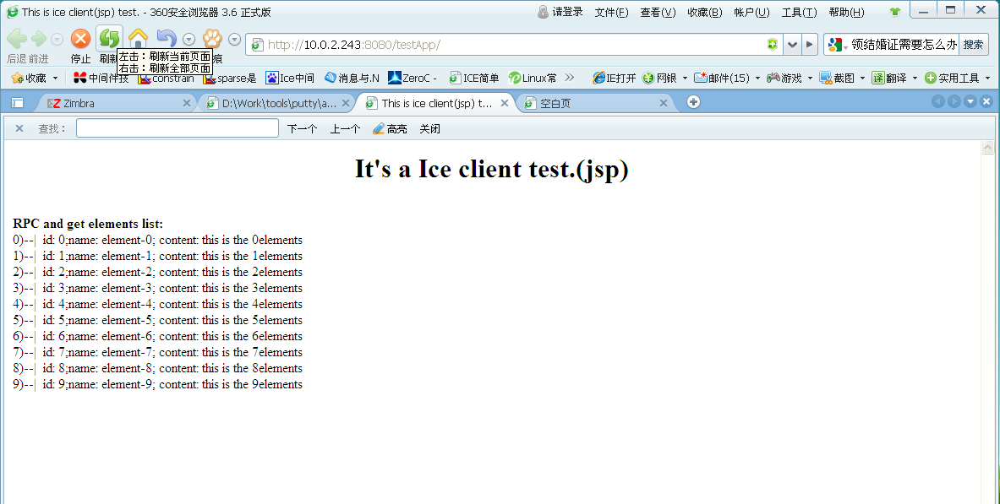 This is ice client(jsp) test. - 360安全浏览器 3.6 正式版
请登录 文件(F) 查看(V) 收藏(B) 帐户(U) 工具(T) 帮助(H)
http://10.0.2.243:8080/testApp/
领结婚证需要怎么办 搜索
后退 前进 停止 刷新 痕
左击：刷新当前页面
右击：刷新全部页面
收藏 中间件技 constrain sparse是 Ice中间 消息与.N ZeroC - ICE简单 Linux常 IE打开 网银 邮件(15) 游戏 截图 翻译 实用工具
Zimbra D:\Work\tools\putty\a... This is ice client(jsp) t... 空白页
查找： 下一个 上一个 高亮 关闭
It's a Ice client test.(jsp)
RPC and get elements list:
0)--| id: 0;name: element-0; content: this is the 0elements
1)--| id: 1;name: element-1; content: this is the 1elements
2)--| id: 2;name: element-2; content: this is the 2elements
3)--| id: 3;name: element-3; content: this is the 3elements
4)--| id: 4;name: element-4; content: this is the 4elements
5)--| id: 5;name: element-5; content: this is the 5elements
6)--| id: 6;name: element-6; content: this is the 6elements
7)--| id: 7;name: element-7; content: this is the 7elements
8)--| id: 8;name: element-8; content: this is the 8elements
9)--| id: 9;name: element-9; content: this is the 9elements